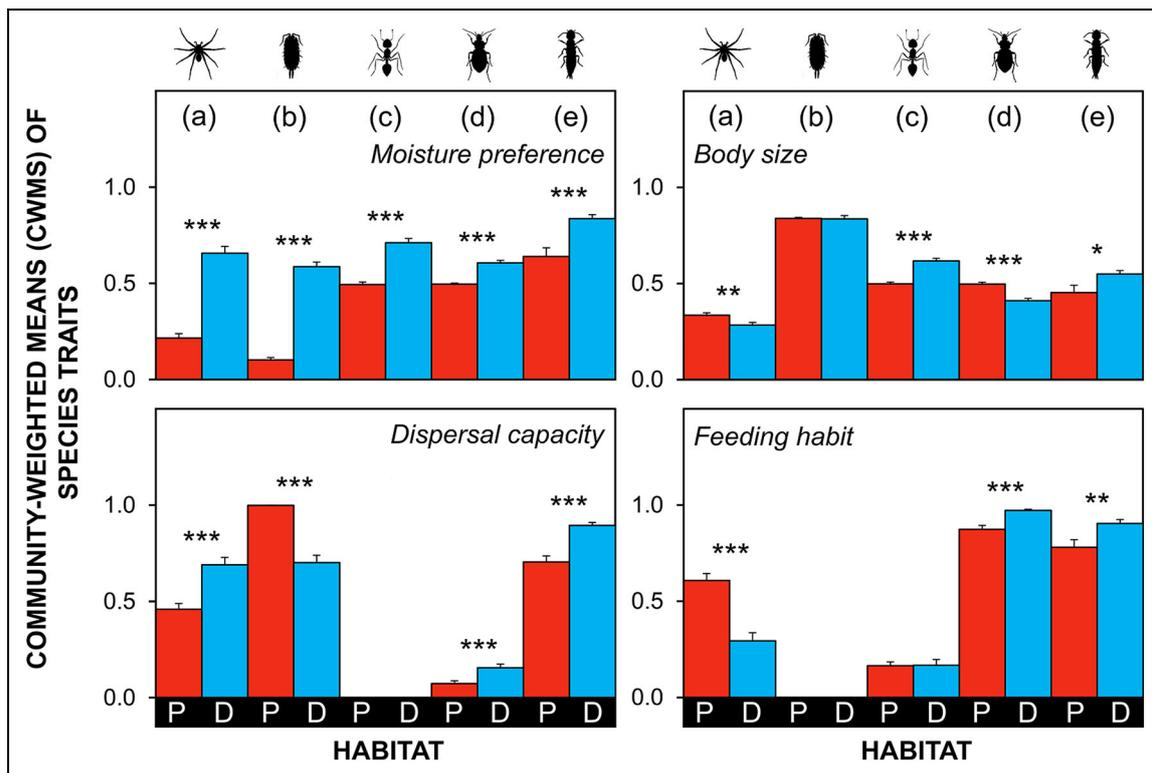 COMMUNITY-WEIGHTED MEANS (CWMS) OF
SPECIES TRAITS
(a) (b) (c) (d) (e)
Moisture preference
1.0
0.5
0.0
*** *** *** *** ***
(a) (b) (c) (d) (e)
Body size
1.0
0.5
0.0
** *** *** *
Dispersal capacity
1.0
0.5
0.0
*** *** *** ***
P D P D P D P D P D
HABITAT
Feeding habit
1.0
0.5
0.0
*** *** **
P D P D P D P D P D
HABITAT